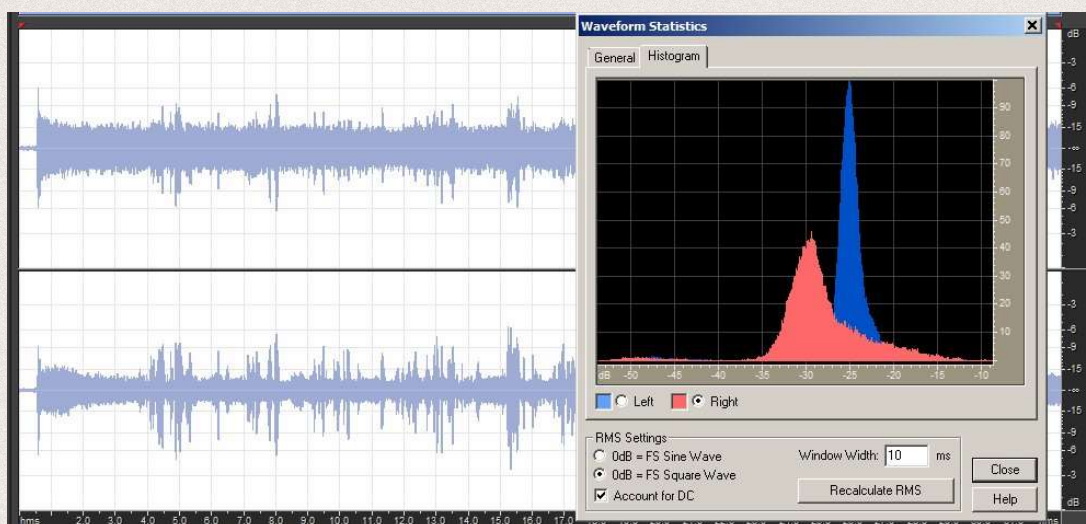 Waveform Statistics
General Histogram
90
80
70
60
50
40
30
20
10
dB -50 -45 -40 -35 -30 -25 -20 -15 -10
Left Right
RMS Settings
0dB = FS Sine Wave
0dB = FS Square Wave
Account for DC
Window Width: 10 ms
Recalculate RMS
Close
Help
dB
-3
-6
-9
-15
-∞
-15
-9
-6
-3
-3
-6
-9
-15
-∞
-15
-9
-6
-3
dB
hms 2.0 3.0 4.0 5.0 6.0 7.0 8.0 9.0 10.0 11.0 12.0 13.0 14.0 15.0 16.0 17.0